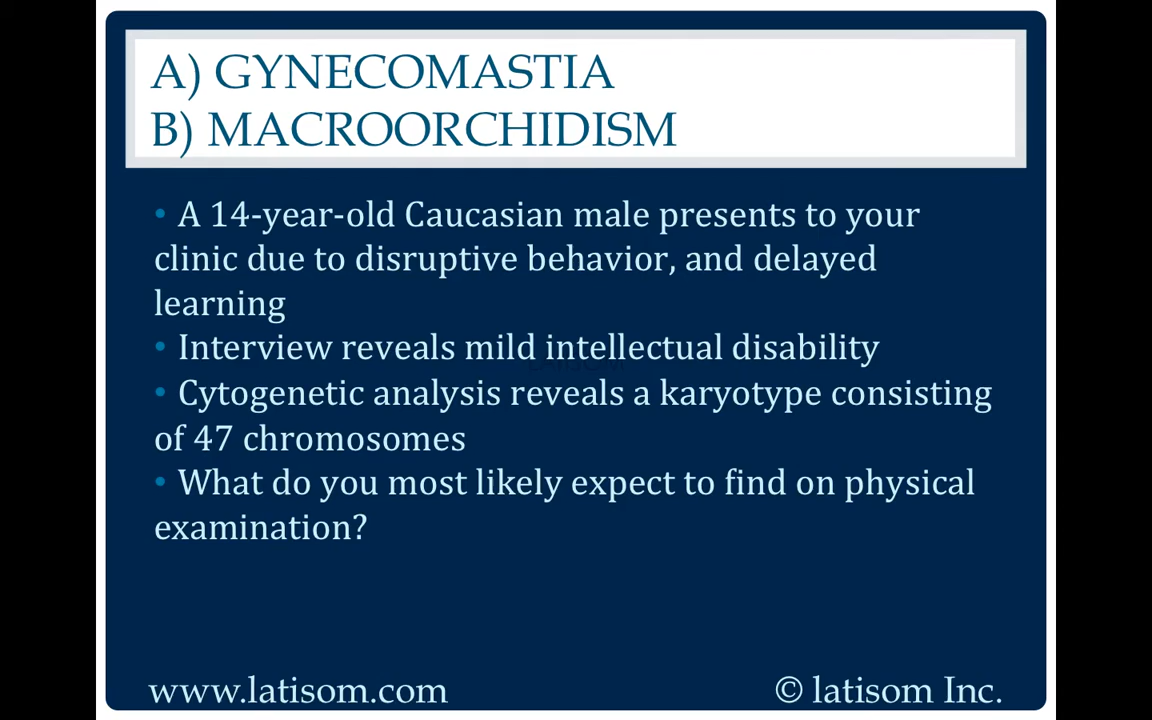 A) GYNECOMASTIA
B) MACROORCHIDISM
• A 14-year-old Caucasian male presents to your
clinic due to disruptive behavior, and delayed
learning
• Interview reveals mild intellectual disability
• Cytogenetic analysis reveals a karyotype consisting
of 47 chromosomes
• What do you most likely expect to find on physical
examination?
www.latisom.com
© latisom Inc.